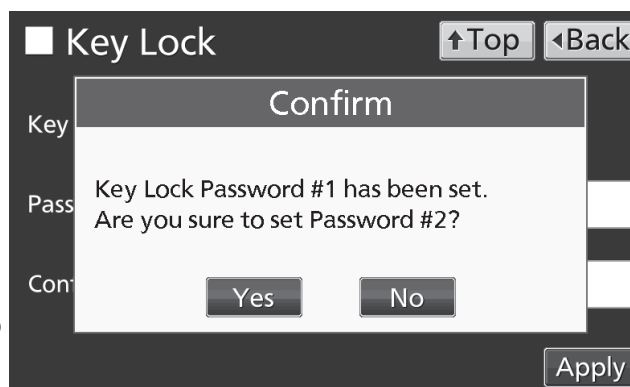 Key Lock
↑Top
◂Back
Confirm
Key
Key Lock Password #1 has been set.
Pass
Are you sure to set Password #2?
Con
Yes
No
Apply